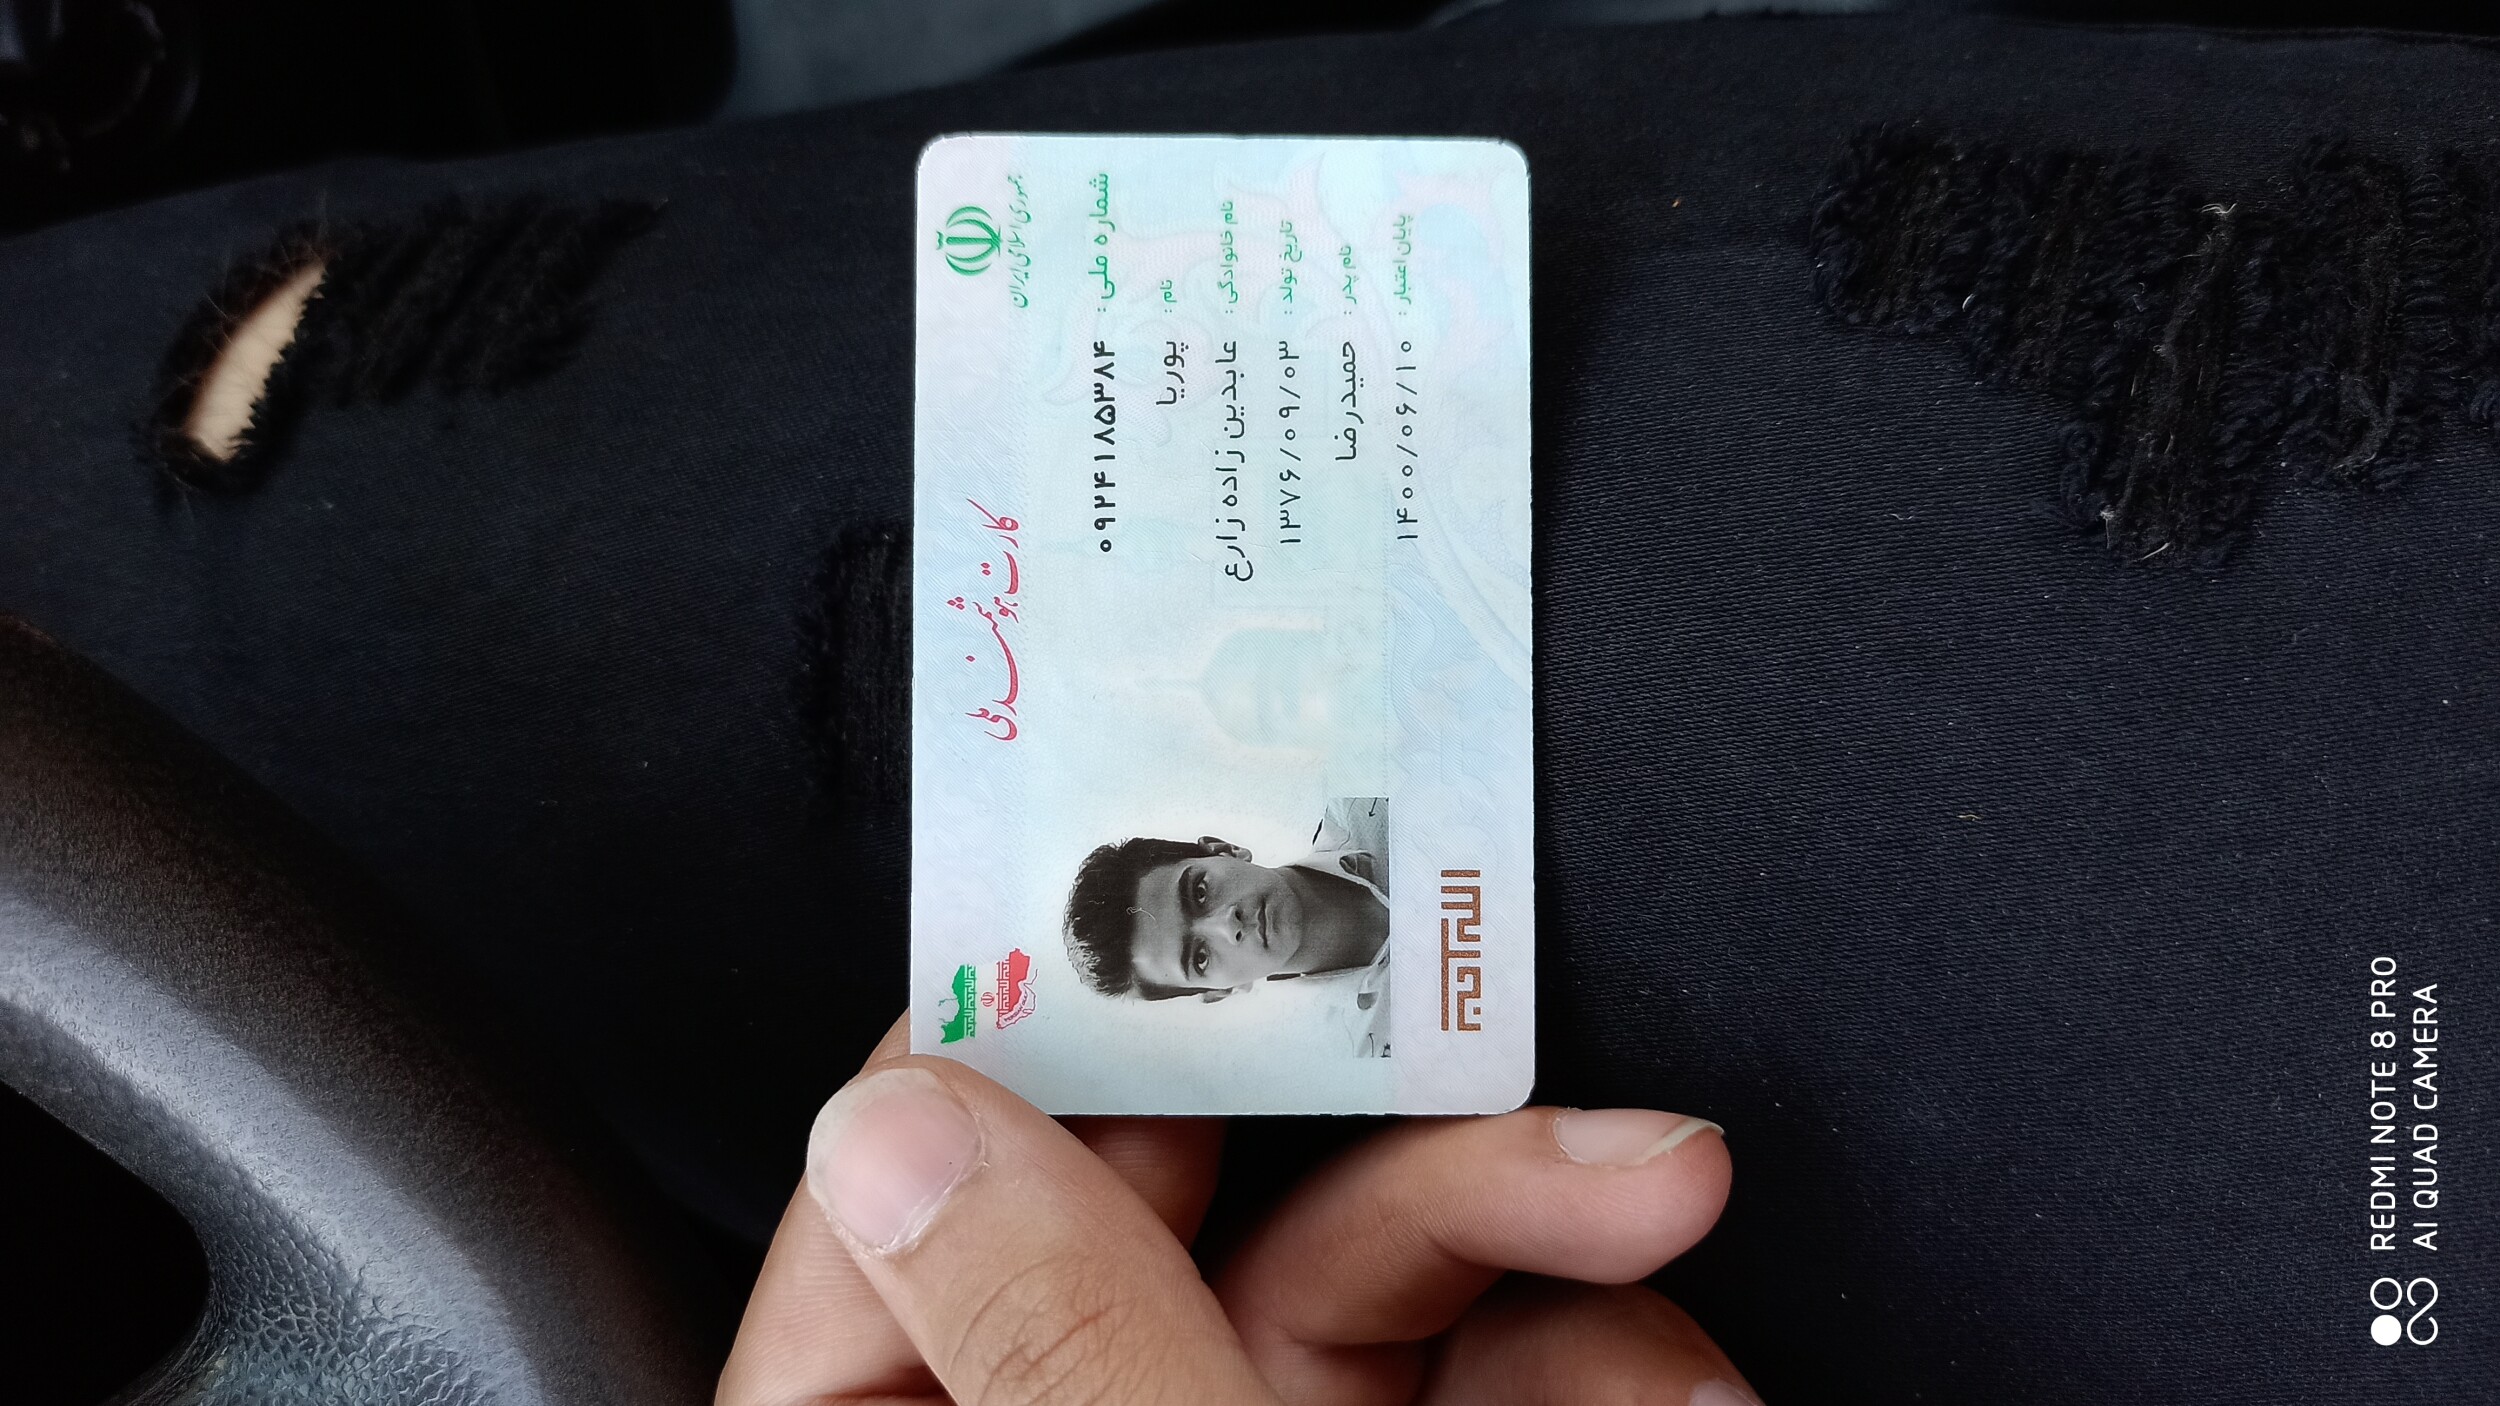 جمهوری اسلامی ایران
کارت هوشمند ملی
شماره ملی : ۰۹۲۴۱۸۵۳۸۴
نام : پوریا
نام خانوادگی : عابدین زاده زارع
تاریخ تولد : ۱۳۷۶/۰۹/۰۳
نام پدر : حمیدرضا
پایان اعتبار : ۱۴۰۰/۰۶/۱۰
REDMI NOTE 8 PRO
AI QUAD CAMERA